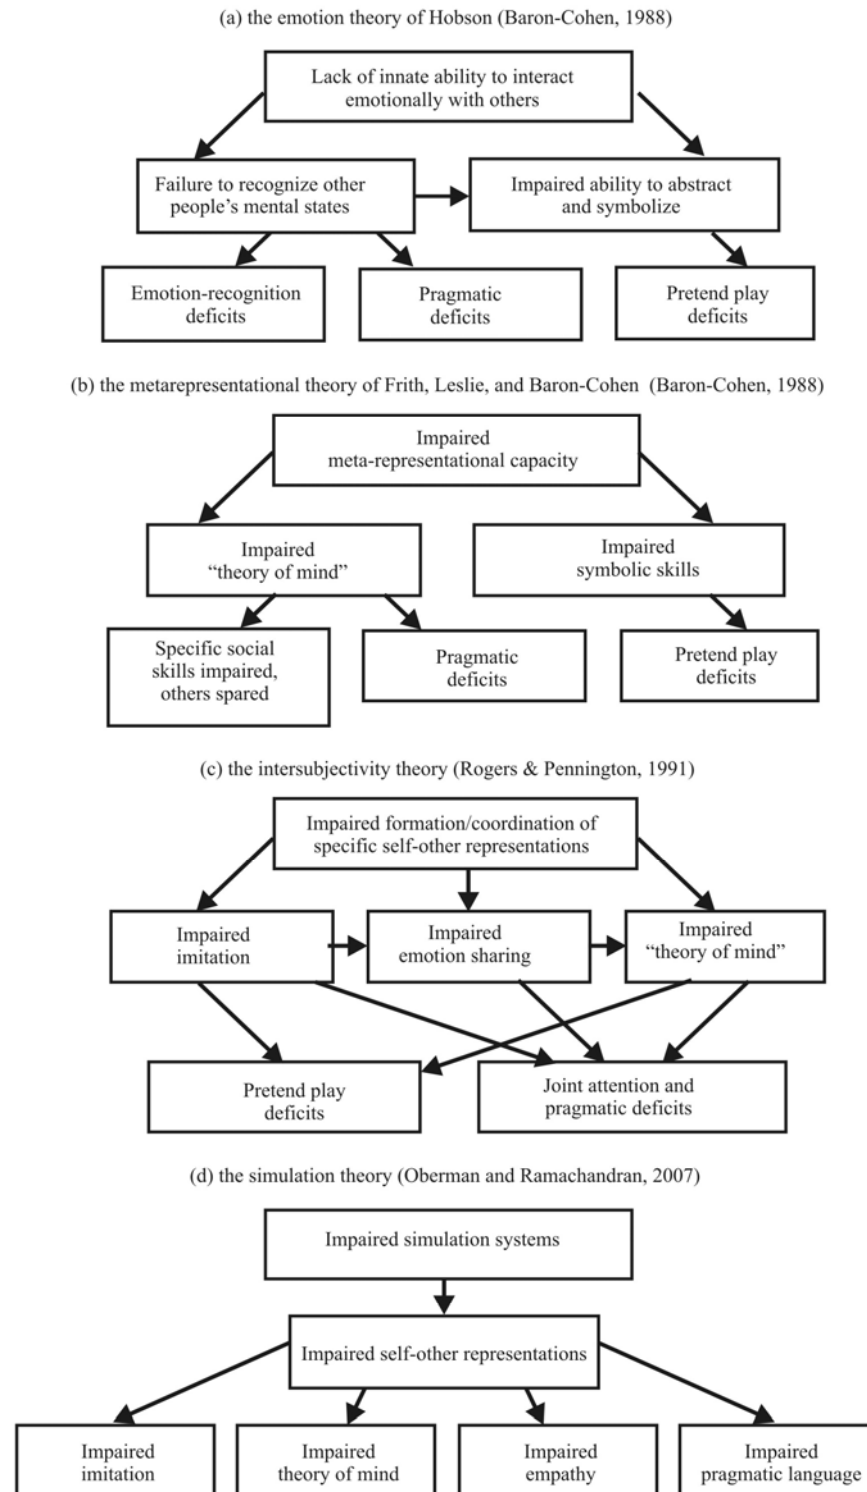 (a) the emotion theory of Hobson (Baron-Cohen, 1988)
Lack of innate ability to interact
emotionally with others
Failure to recognize other
people's mental states
Impaired ability to abstract
and symbolize
Emotion-recognition
deficits
Pragmatic
deficits
Pretend play
deficits
(b) the metarepresentational theory of Frith, Leslie, and Baron-Cohen (Baron-Cohen, 1988)
Impaired
meta-representational capacity
Impaired
“theory of mind”
Impaired
symbolic skills
Specific social
skills impaired,
others spared
Pragmatic
deficits
Pretend play
deficits
(c) the intersubjectivity theory (Rogers & Pennington, 1991)
Impaired formation/coordination of
specific self-other representations
Impaired
imitation
Impaired
emotion sharing
Impaired
“theory of mind”
Pretend play
deficits
Joint attention and
pragmatic deficits
(d) the simulation theory (Oberman and Ramachandran, 2007)
Impaired simulation systems
Impaired self-other representations
Impaired
imitation
Impaired
theory of mind
Impaired
empathy
Impaired
pragmatic language